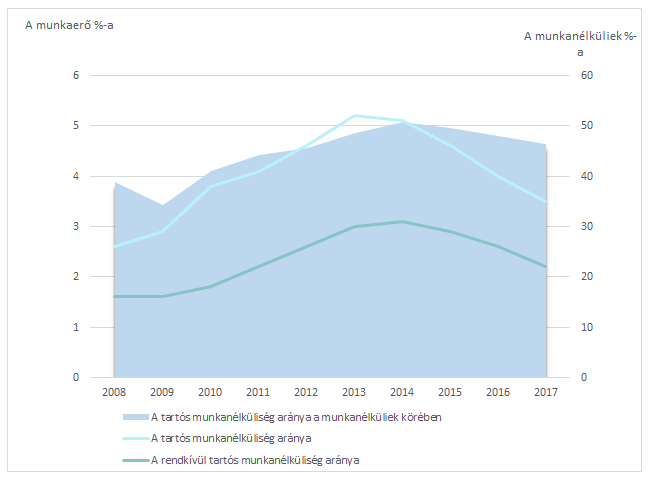 A munkaerő %-a
A munkanélküliek %-
a
6
5
4
3
2
1
0
60
50
40
30
20
10
0
2008 2009 2010 2011 2012 2013 2014 2015 2016 2017
A tartós munkanélküliség aránya a munkanélküliek körében
A tartós munkanélküliség aránya
A rendkívül tartós munkanélküliség aránya